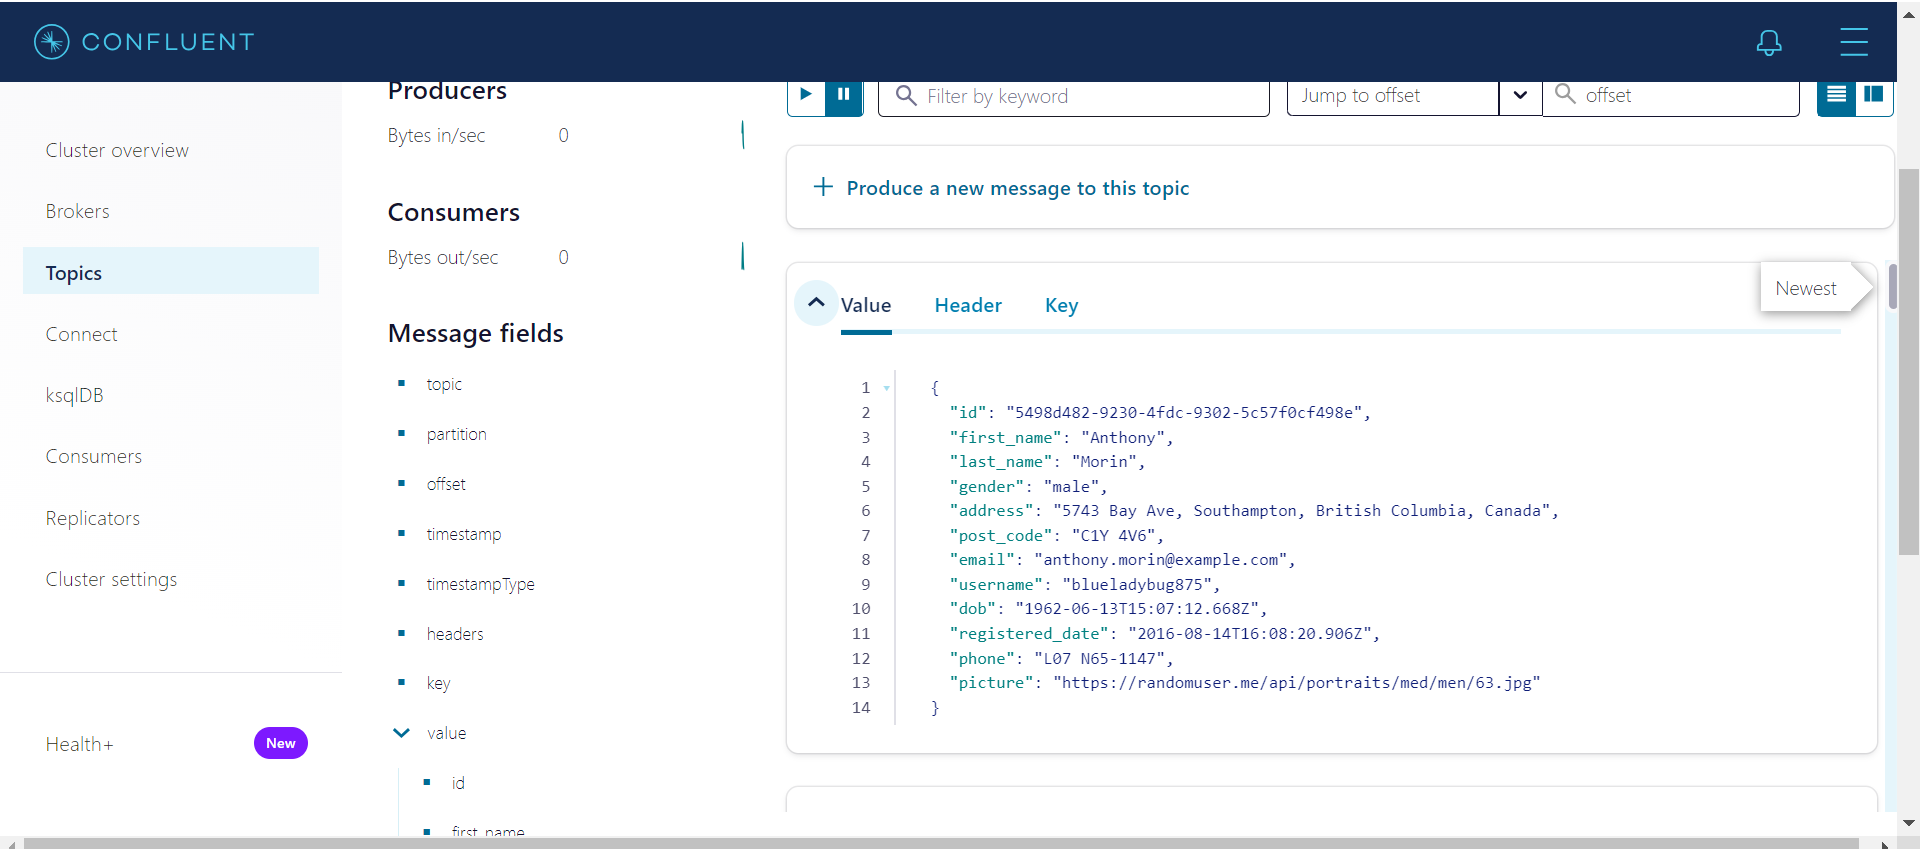 CONFLUENT
Cluster overview
Brokers
Topics
Connect
ksqlDB
Consumers
Replicators
Cluster settings
Health+
New
Producers
Bytes in/sec 0
Consumers
Bytes out/sec 0
Message fields
topic
partition
offset
timestamp
timestampType
headers
key
value
id
first_name
Filter by keyword
Jump to offset
offset
Produce a new message to this topic
Newest
Value Header Key
1 {
2 "id": "5498d482-9230-4fdc-9302-5c57f0cf498e",
3 "first_name": "Anthony",
4 "last_name": "Morin",
5 "gender": "male",
6 "address": "5743 Bay Ave, Southampton, British Columbia, Canada",
7 "post_code": "C1Y 4V6",
8 "email": "anthony.morin@example.com",
9 "username": "blueladybug875",
10 "dob": "1962-06-13T15:07:12.668Z",
11 "registered_date": "2016-08-14T16:08:20.906Z",
12 "phone": "L07 N65-1147",
13 "picture": "https://randomuser.me/api/portraits/med/men/63.jpg"
14 }